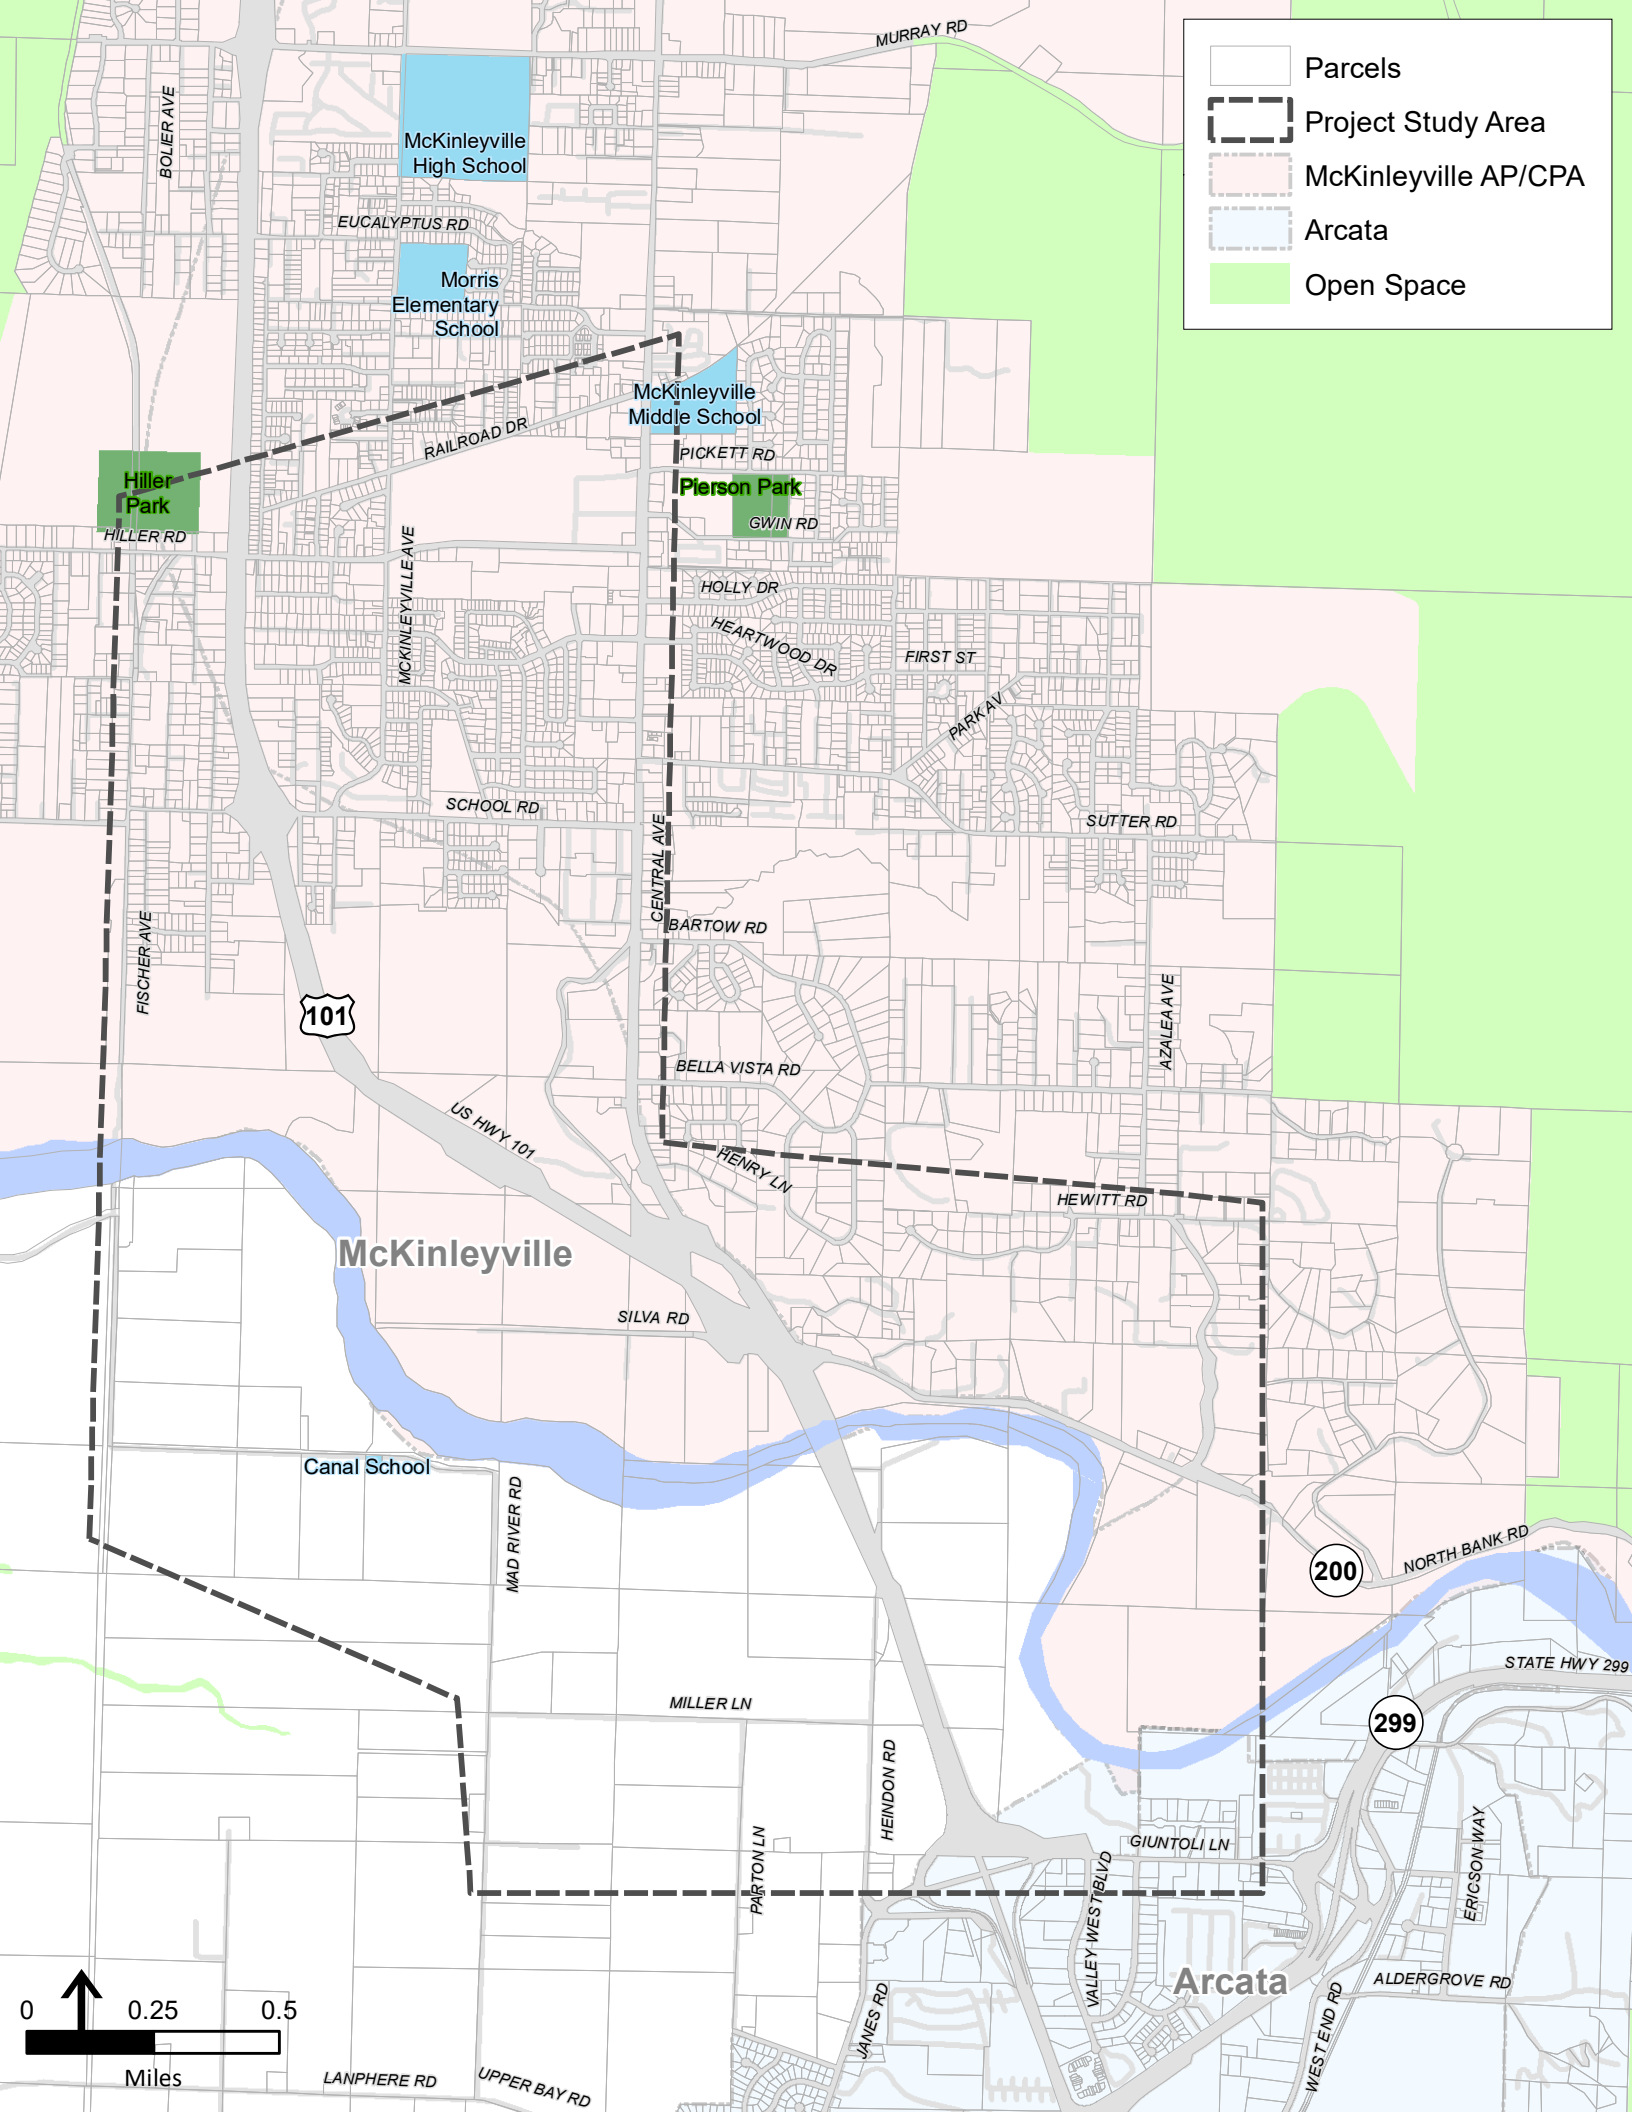 MURRAY RD
Parcels
Project Study Area
McKinleyville AP/CPA
Arcata
Open Space
BOLIER AVE
McKinleyville
High School
EUCALYPTUS RD
Morris
Elementary
School
McKinleyville
Middle School
RAILROAD DR
PICKETT RD
Hiller
Park
Pierson Park
GWIN RD
HILLER RD
MCKINLEYVILLE AVE
HOLLY DR
HEARTWOOD DR
FIRST ST
PARK AV
SCHOOL RD
SUTTER RD
CENTRAL AVE
BARTOW RD
FISCHER AVE
101
AZALEA AVE
BELLA VISTA RD
US HWY 101
HENRY LN
HEWITT RD
McKinleyville
SILVA RD
Canal School
MAD RIVER RD
200
NORTH BANK RD
STATE HWY 299
MILLER LN
299
HEINDON RD
PARTON LN
GIUNTOLI LN
VALLEY WEST BLVD
ERICSON WAY
Arcata
ALDERGROVE RD
JANES RD
WEST END RD
0 0.25 0.5
Miles
LANPHERE RD
UPPER BAY RD